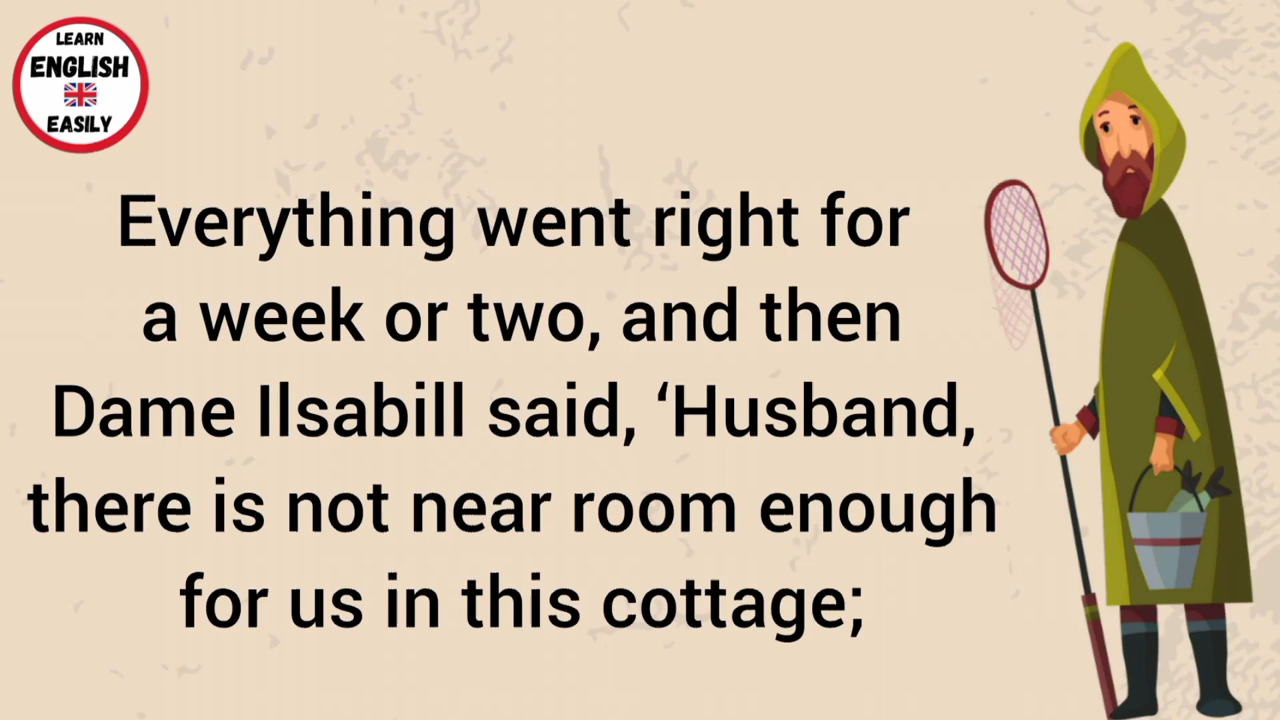 LEARN
ENGLISH
EASILY
Everything went right for
a week or two, and then
Dame Ilsabill said, ‘Husband,
there is not near room enough
for us in this cottage;